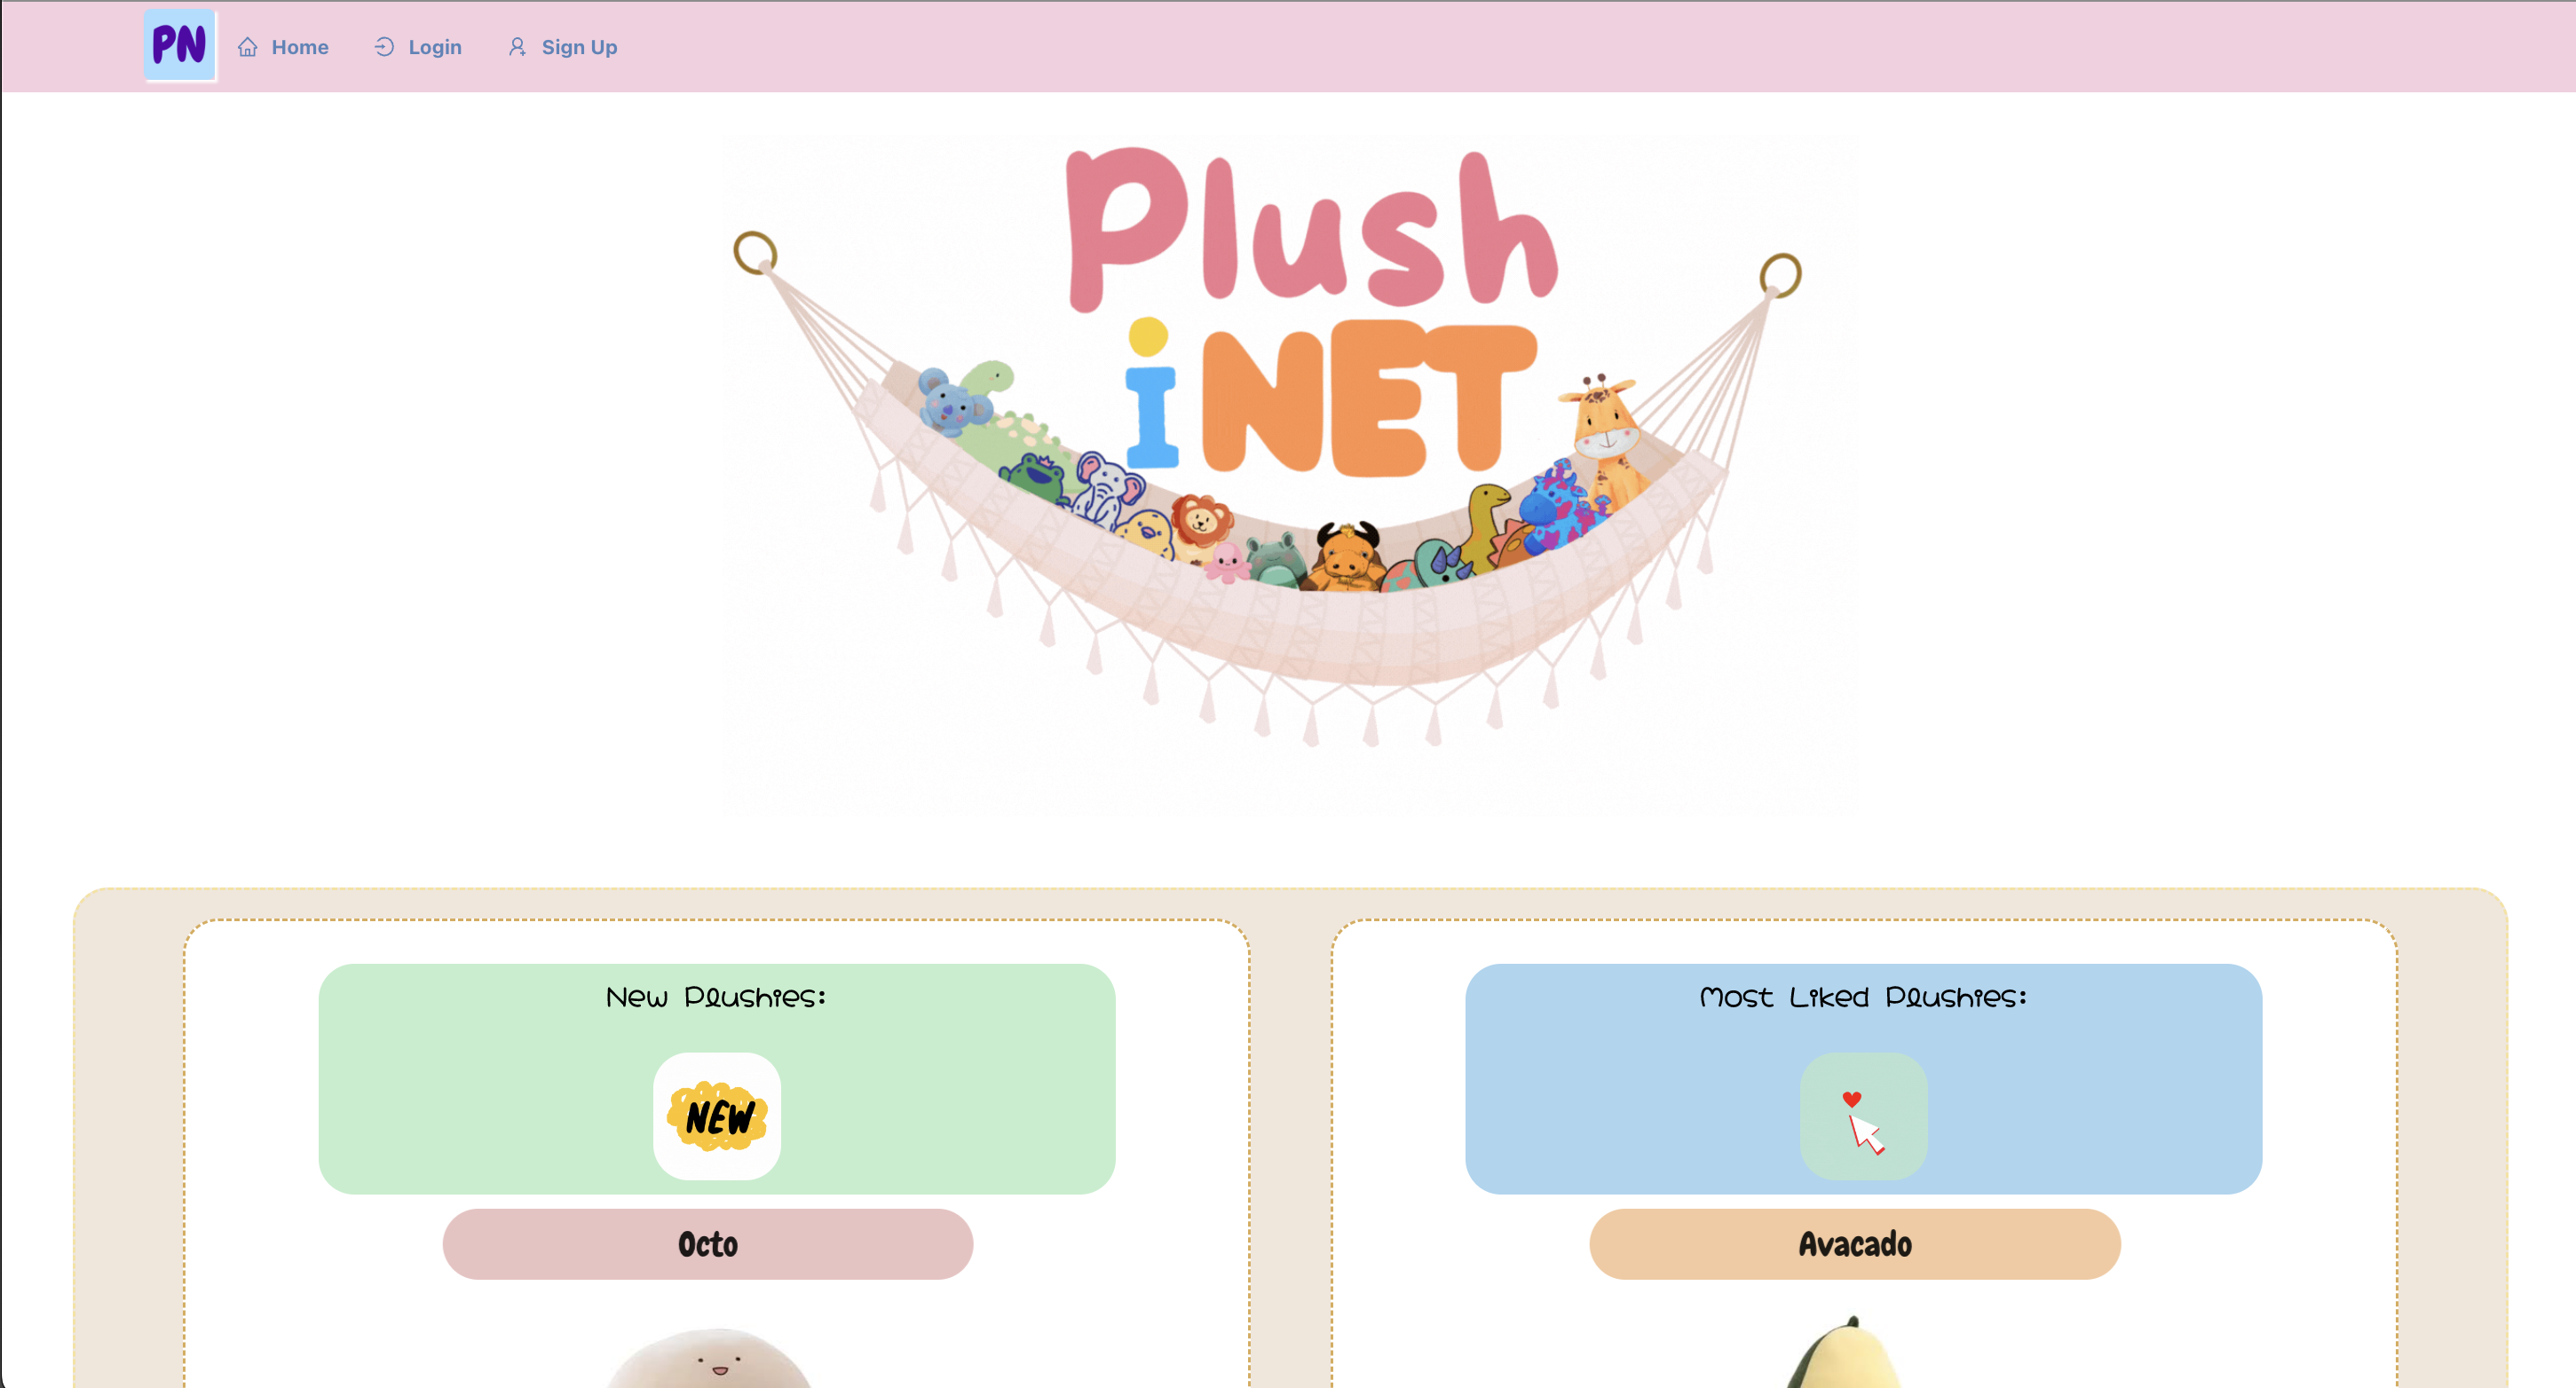 PN
Home
Login
Sign Up
Plush
iNET
New Plushies:
Most Liked Plushies:
NEW
Octo
Avacado